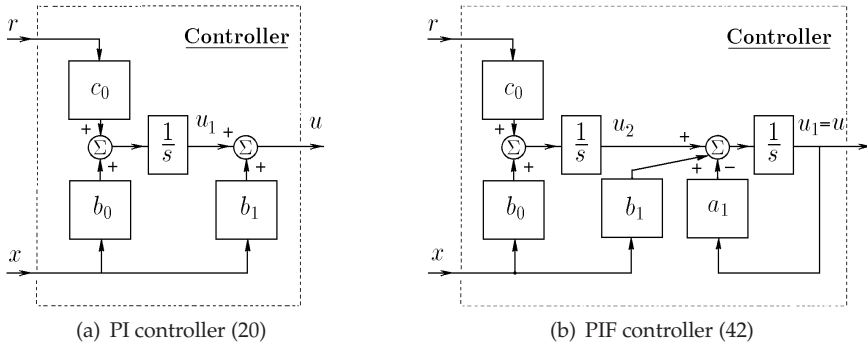 r
Controller
c₀
+
Σ
+
1/s
u₁
+
Σ
+
u
b₀
b₁
x
(a) PI controller (20)
r
Controller
c₀
+
Σ
+
1/s
u₂
+
Σ
+
−
1/s
u₁=u
b₀
b₁
a₁
x
(b) PIF controller (42)